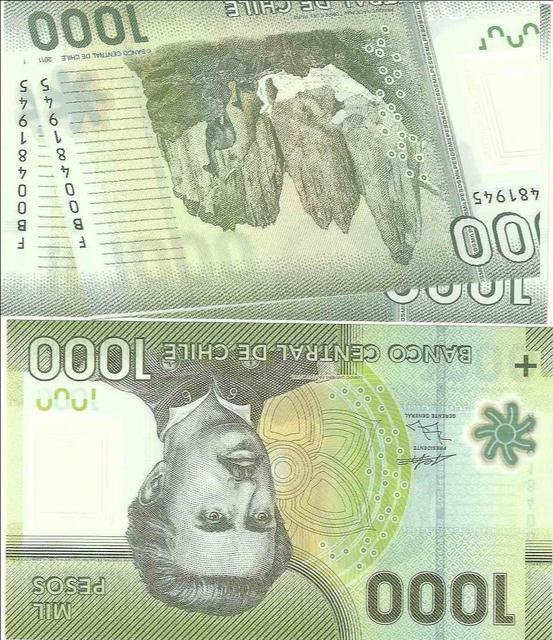 1000
MIL
PESOS
PRESIDENTE
GERENTE GENERAL
1000
+
BANCO CENTRAL DE CHILE
1000
1000
1000
FB00481945
FB00481945
481945
BANCO CENTRAL DE CHILE
2011
CENTRAL DE CHILE
1000